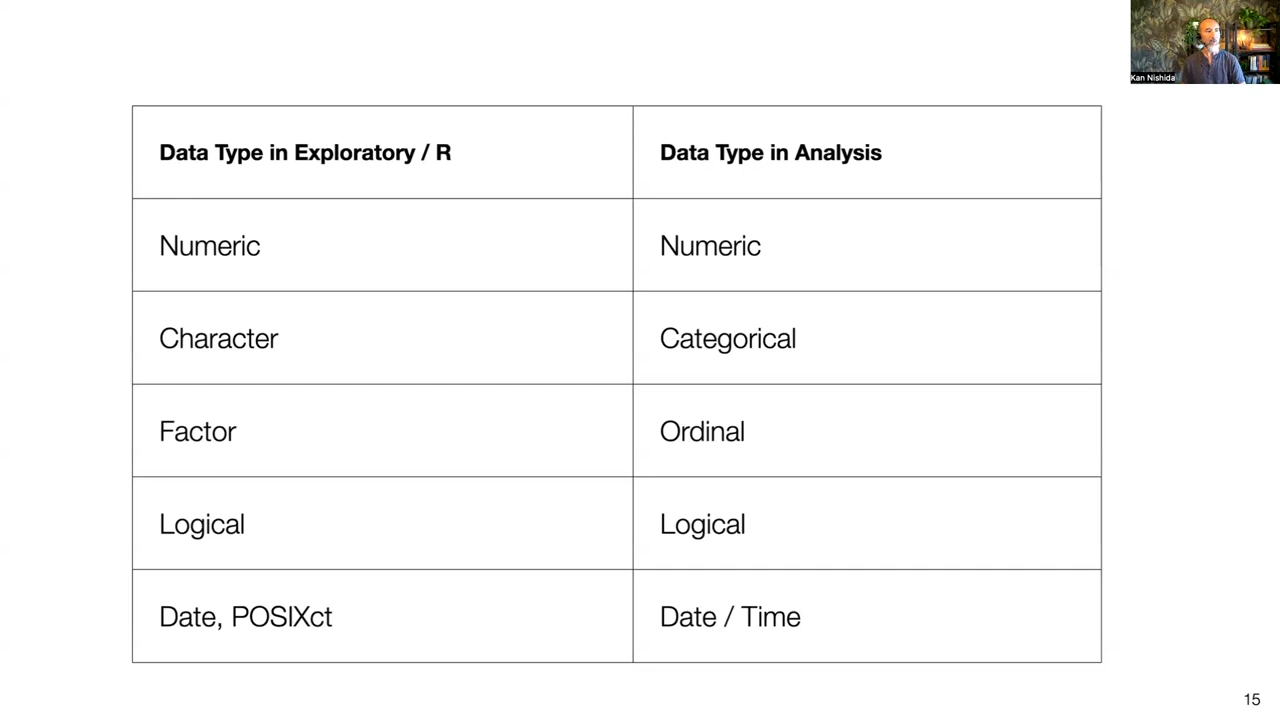 Kan Nishida
Data Type in Exploratory / R
Data Type in Analysis
Numeric
Numeric
Character
Categorical
Factor
Ordinal
Logical
Logical
Date, POSIXct
Date / Time
15